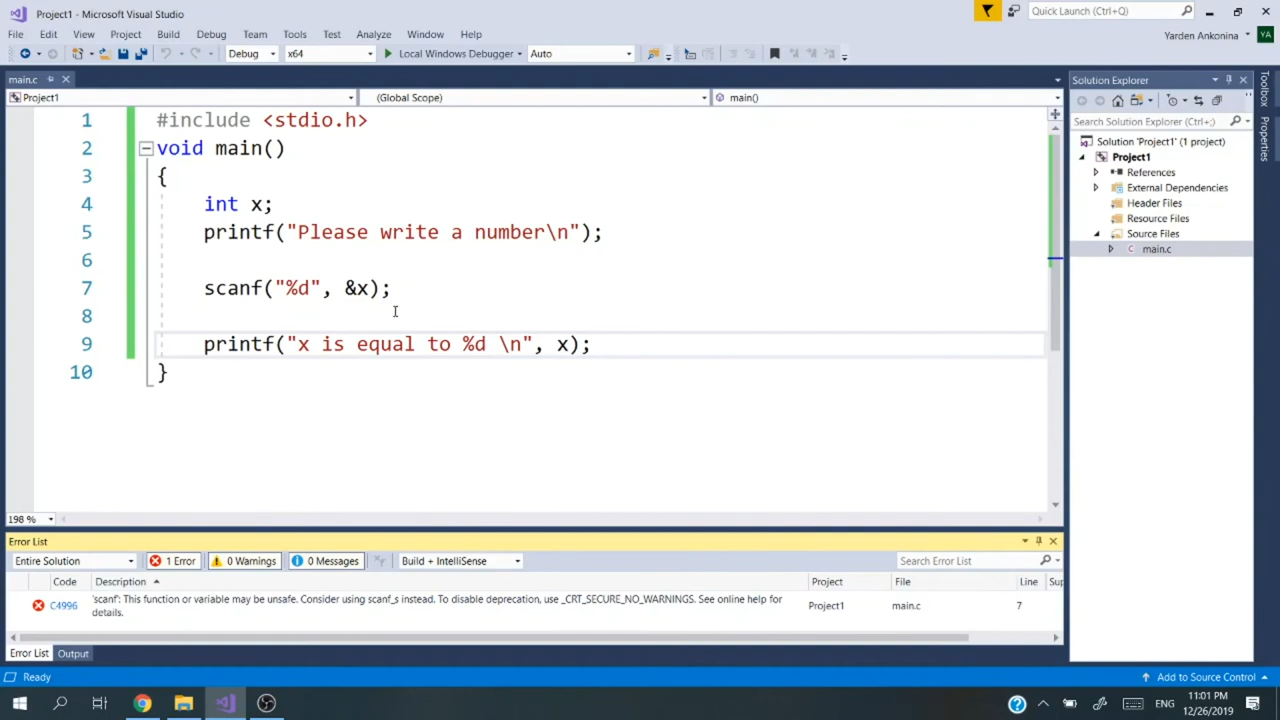 Project1 - Microsoft Visual Studio
Quick Launch (Ctrl+Q)
File Edit View Project Build Debug Team Tools Test Analyze Window Help
Yarden Ankonina YA
Debug x64 Local Windows Debugger Auto
main.c
Project1 (Global Scope) main()
1 #include <stdio.h>
2 void main()
3 {
4 int x;
5 printf("Please write a number\n");
6
7 scanf("%d", &x);
8
9 printf("x is equal to %d \n", x);
10 }
198 %
Solution Explorer
Search Solution Explorer (Ctrl+;)
Solution 'Project1' (1 project)
Project1
References
External Dependencies
Header Files
Resource Files
Source Files
main.c
Toolbox
Properties
Error List
Entire Solution 1 Error 0 Warnings 0 Messages Build + IntelliSense Search Error List
Code Description Project File Line Sup
C4996 'scanf': This function or variable may be unsafe. Consider using scanf_s instead. To disable deprecation, use _CRT_SECURE_NO_WARNINGS. See online help for Project1 main.c 7
details.
Error List Output
Ready Add to Source Control
ENG 11:01 PM
12/26/2019